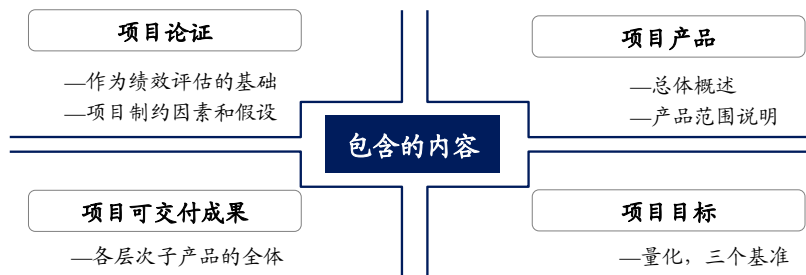 项目论证
—作为绩效评估的基础
—项目制约因素和假设
项目产品
—总体概述
—产品范围说明
包含的内容
项目可交付成果
—各层次子产品的全体
项目目标
—量化，三个基准